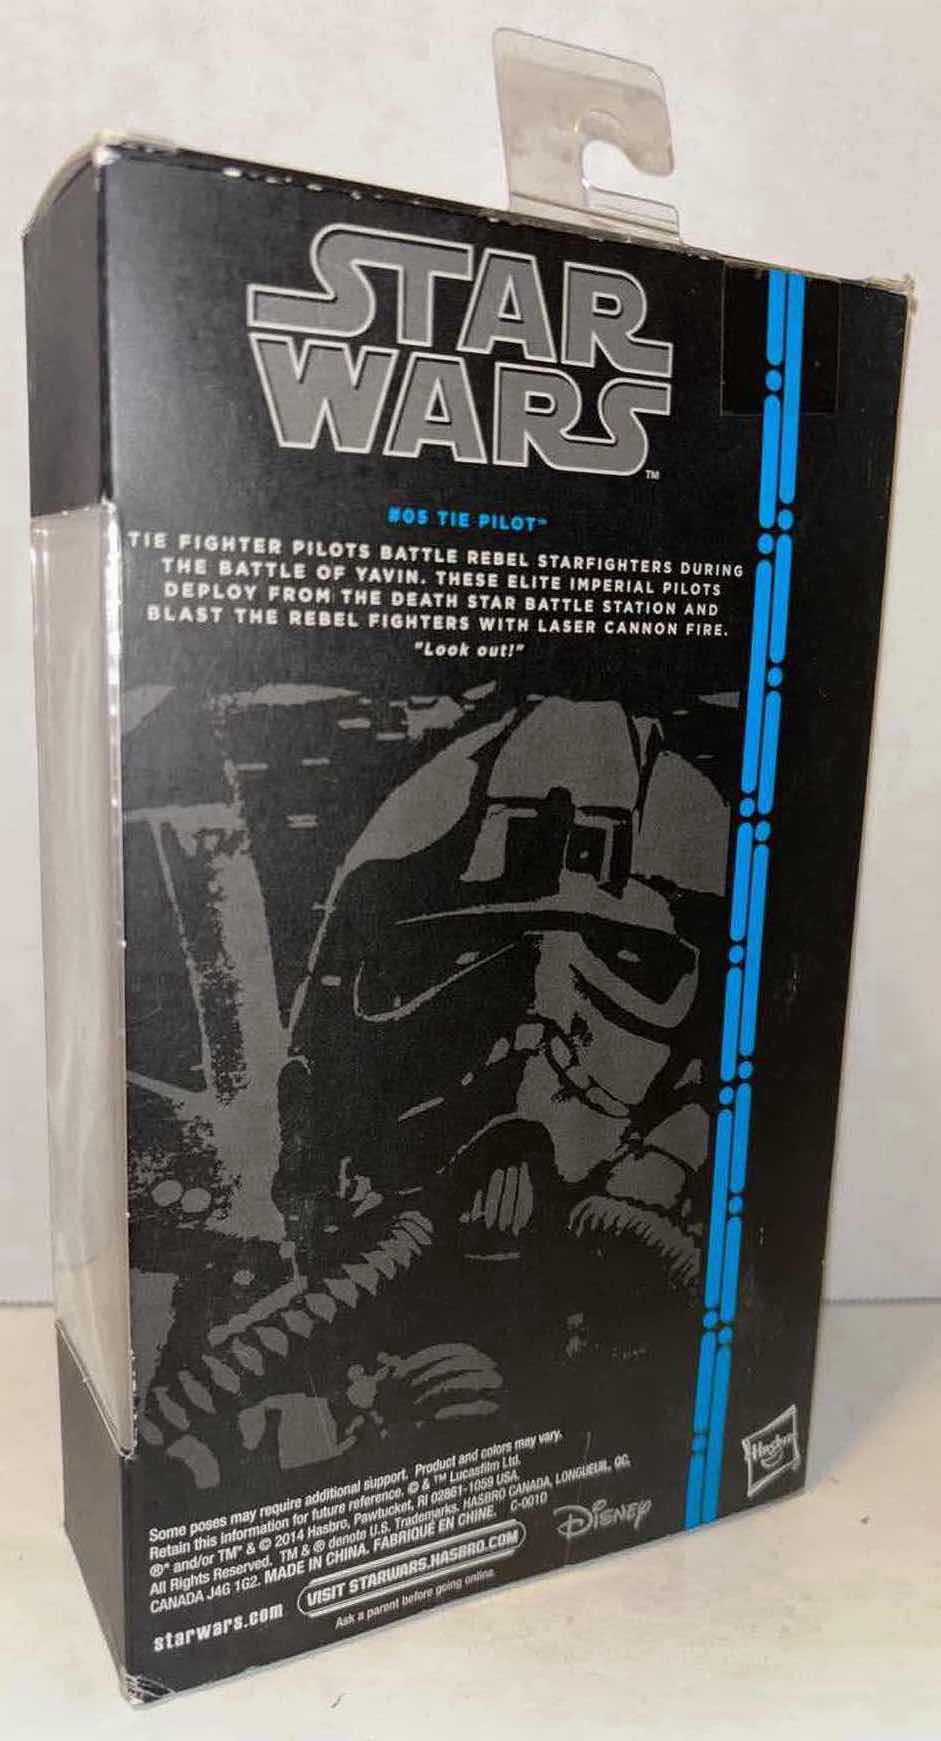 STAR
WARS™
#05 TIE PILOT™
TIE FIGHTER PILOTS BATTLE REBEL STARFIGHTERS DURING
THE BATTLE OF YAVIN. THESE ELITE IMPERIAL PILOTS
DEPLOY FROM THE DEATH STAR BATTLE STATION AND
BLAST THE REBEL FIGHTERS WITH LASER CANNON FIRE.
"Look out!"
Some poses may require additional support. Product and colors may vary.
Retain this information for future reference. © & ™ Lucasfilm Ltd.
®* and/or TM* & © 2014 Hasbro, Pawtucket, RI 02861-1059 USA.
All Rights Reserved. TM & ® denote U.S. Trademarks. HASBRO CANADA, LONGUEUIL, QC,
CANADA J4G 1G2. MADE IN CHINA. FABRIQUÉ EN CHINE. C-0010
starwars.com
VISIT STARWARS.HASBRO.COM
Ask a parent before going online
Disney
Hasbro